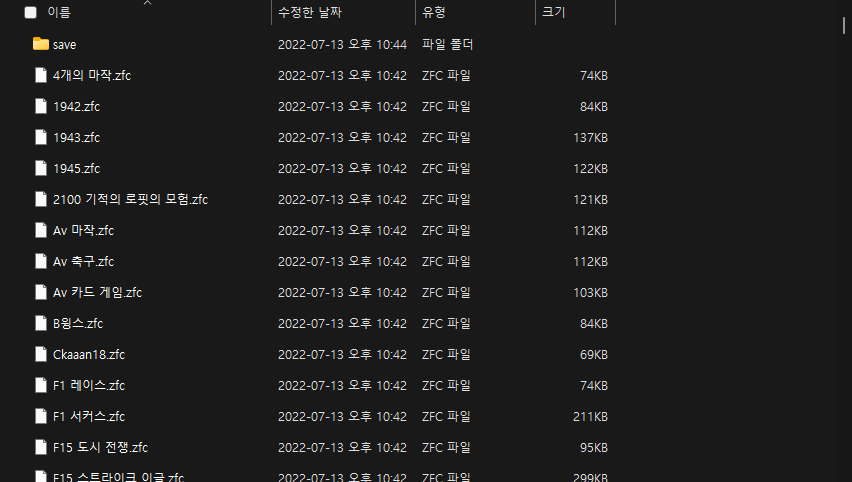 이름 수정한 날짜 유형 크기
save 2022-07-13 오후 10:44 파일 폴더
4개의 마작.zfc 2022-07-13 오후 10:42 ZFC 파일 74KB
1942.zfc 2022-07-13 오후 10:42 ZFC 파일 84KB
1943.zfc 2022-07-13 오후 10:42 ZFC 파일 137KB
1945.zfc 2022-07-13 오후 10:42 ZFC 파일 122KB
2100 기적의 로핏의 모험.zfc 2022-07-13 오후 10:42 ZFC 파일 121KB
Av 마작.zfc 2022-07-13 오후 10:42 ZFC 파일 112KB
Av 축구.zfc 2022-07-13 오후 10:42 ZFC 파일 112KB
Av 카드 게임.zfc 2022-07-13 오후 10:42 ZFC 파일 103KB
B윙스.zfc 2022-07-13 오후 10:42 ZFC 파일 84KB
Ckaaan18.zfc 2022-07-13 오후 10:42 ZFC 파일 69KB
F1 레이스.zfc 2022-07-13 오후 10:42 ZFC 파일 74KB
F1 서커스.zfc 2022-07-13 오후 10:42 ZFC 파일 211KB
F15 도시 전쟁.zfc 2022-07-13 오후 10:42 ZFC 파일 95KB
F15 스트라이크 이글.zfc 2022-07-13 오후 10:42 ZFC 파일 299KB